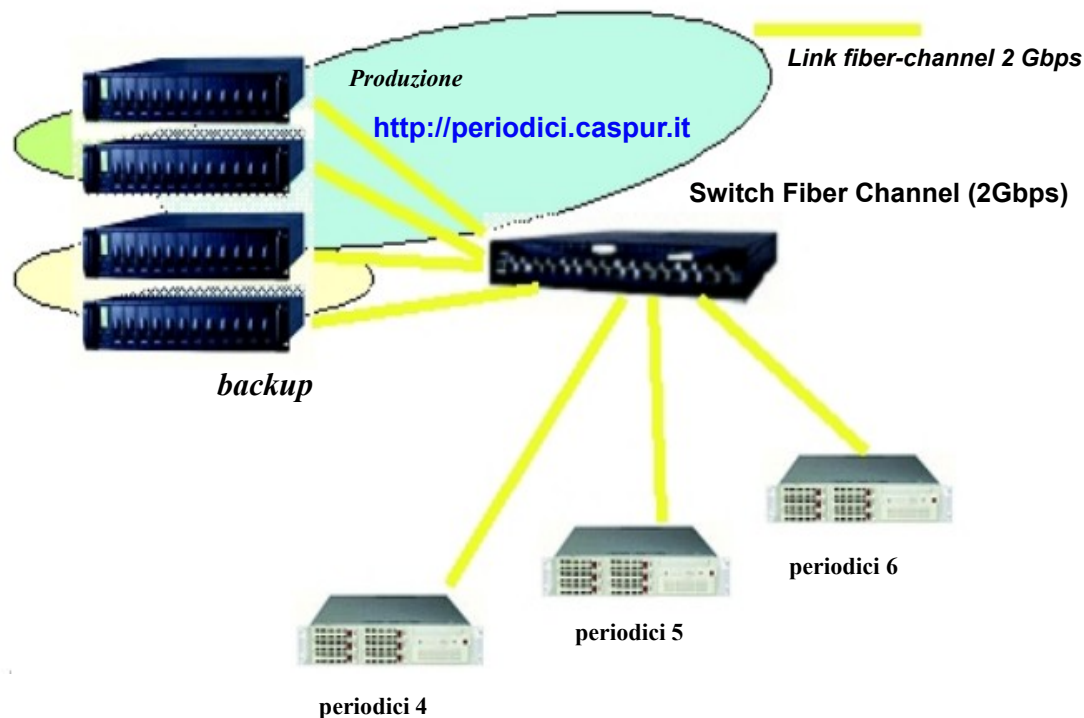 Link fiber-channel 2 Gbps
Produzione
http://periodici.caspur.it
Switch Fiber Channel (2Gbps)
backup
periodici 6
periodici 5
periodici 4